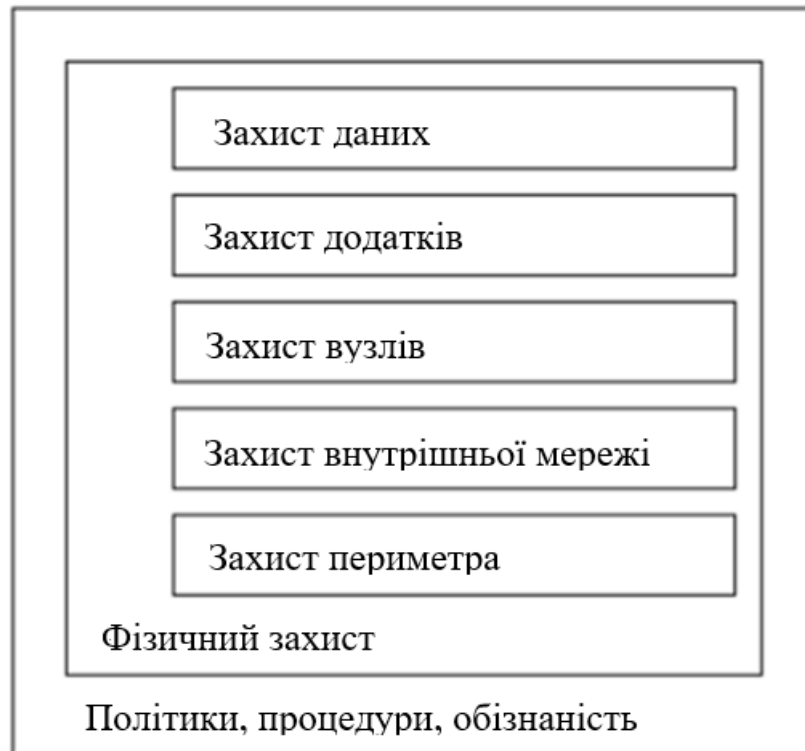 Захист даних
Захист додатків
Захист вузлів
Захист внутрішньої мережі
Захист периметра
Фізичний захист
Політики, процедури, обізнаність